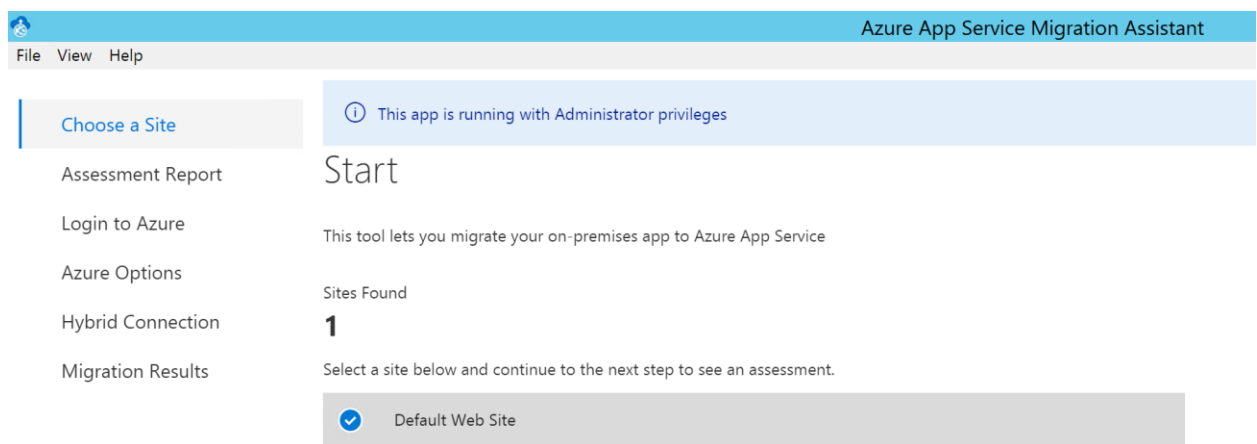 Azure App Service Migration Assistant
File View Help
Choose a Site
Assessment Report
Login to Azure
Azure Options
Hybrid Connection
Migration Results
This app is running with Administrator privileges
Start
This tool lets you migrate your on-premises app to Azure App Service
Sites Found
1
Select a site below and continue to the next step to see an assessment.
Default Web Site